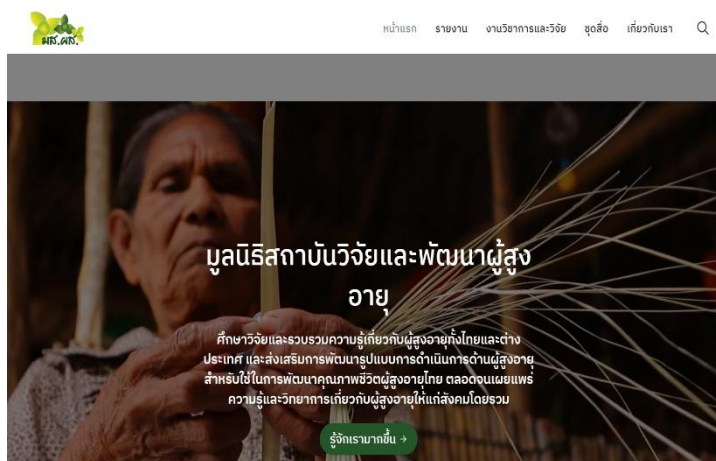 มส.ผส.
หน้าแรก
รายงาน
งานวิชาการและวิจัย
ชุดสื่อ
เกี่ยวกับเรา
มูลนิธิสถาบันวิจัยและพัฒนาผู้สูง
อายุ
ศึกษาวิจัยและรวบรวมความรู้เกี่ยวกับผู้สูงอายุทั้งไทยและต่าง
ประเทศ และส่งเสริมการพัฒนารูปแบบการดำเนินการด้านผู้สูงอายุ
สำหรับใช้ในการพัฒนาคุณภาพชีวิตผู้สูงอายุไทย ตลอดจนเผยแพร่
ความรู้และวิทยาการเกี่ยวกับผู้สูงอายุให้แก่สังคมโดยรวม
รู้จักเรามากขึ้น →